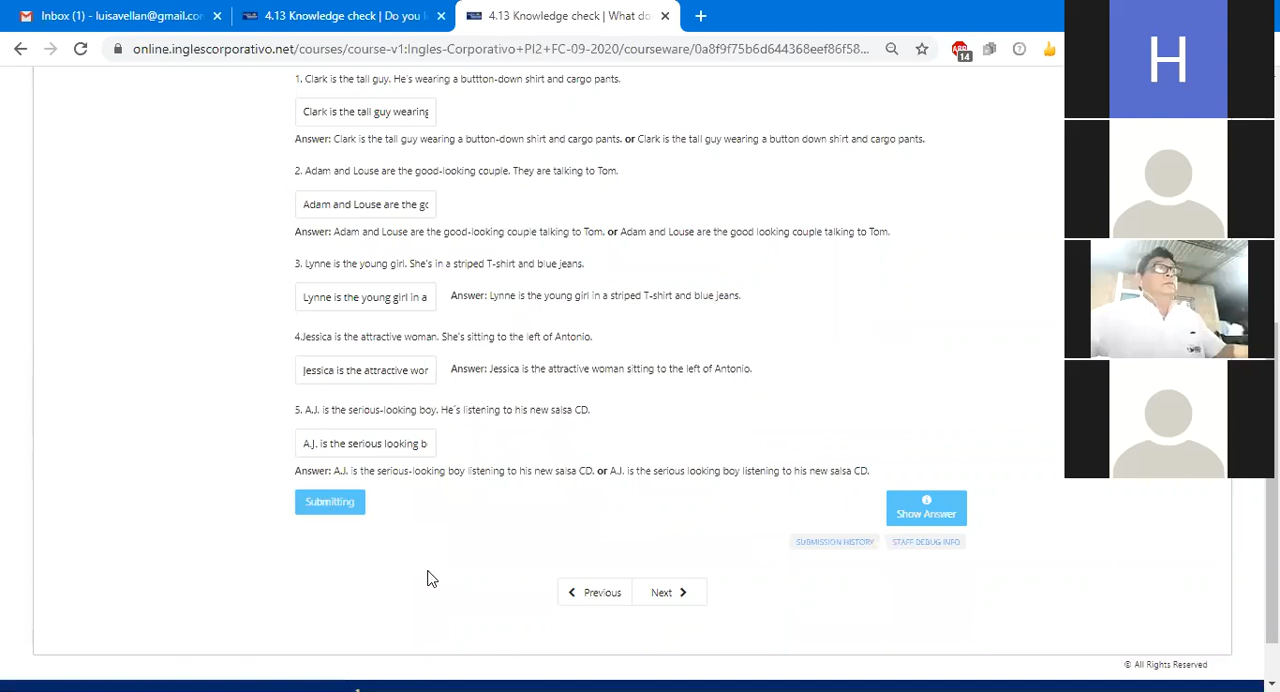 Inbox (1) - luisavellan@gmail.co
4.13 Knowledge check | Do you l
4.13 Knowledge check | What do
online.inglescorporativo.net/courses/course-v1:Ingles-Corporativo+PI2+FC-09-2020/courseware/0a8f9f75b6d644368eef86f58...
14
H
1. Clark is the tall guy. He's wearing a buttton-down shirt and cargo pants.
Clark is the tall guy wearing
Answer: Clark is the tall guy wearing a button-down shirt and cargo pants. or Clark is the tall guy wearing a button down shirt and cargo pants.
2. Adam and Louse are the good-looking couple. They are talking to Tom.
Adam and Louse are the gc
Answer: Adam and Louse are the good-looking couple talking to Tom. or Adam and Louse are the good looking couple talking to Tom.
3. Lynne is the young girl. She's in a striped T-shirt and blue jeans.
Lynne is the young girl in a
Answer: Lynne is the young girl in a striped T-shirt and blue jeans.
4.Jessica is the attractive woman. She's sitting to the left of Antonio.
Jessica is the attractive wor
Answer: Jessica is the attractive woman sitting to the left of Antonio.
5. A.J. is the serious-looking boy. He´s listening to his new salsa CD.
A.J. is the serious looking b
Answer: A.J. is the serious-looking boy listening to his new salsa CD. or A.J. is the serious looking boy listening to his new salsa CD.
Submitting
Show Answer
SUBMISSION HISTORY
STAFF DEBUG INFO
Previous
Next
© All Rights Reserved